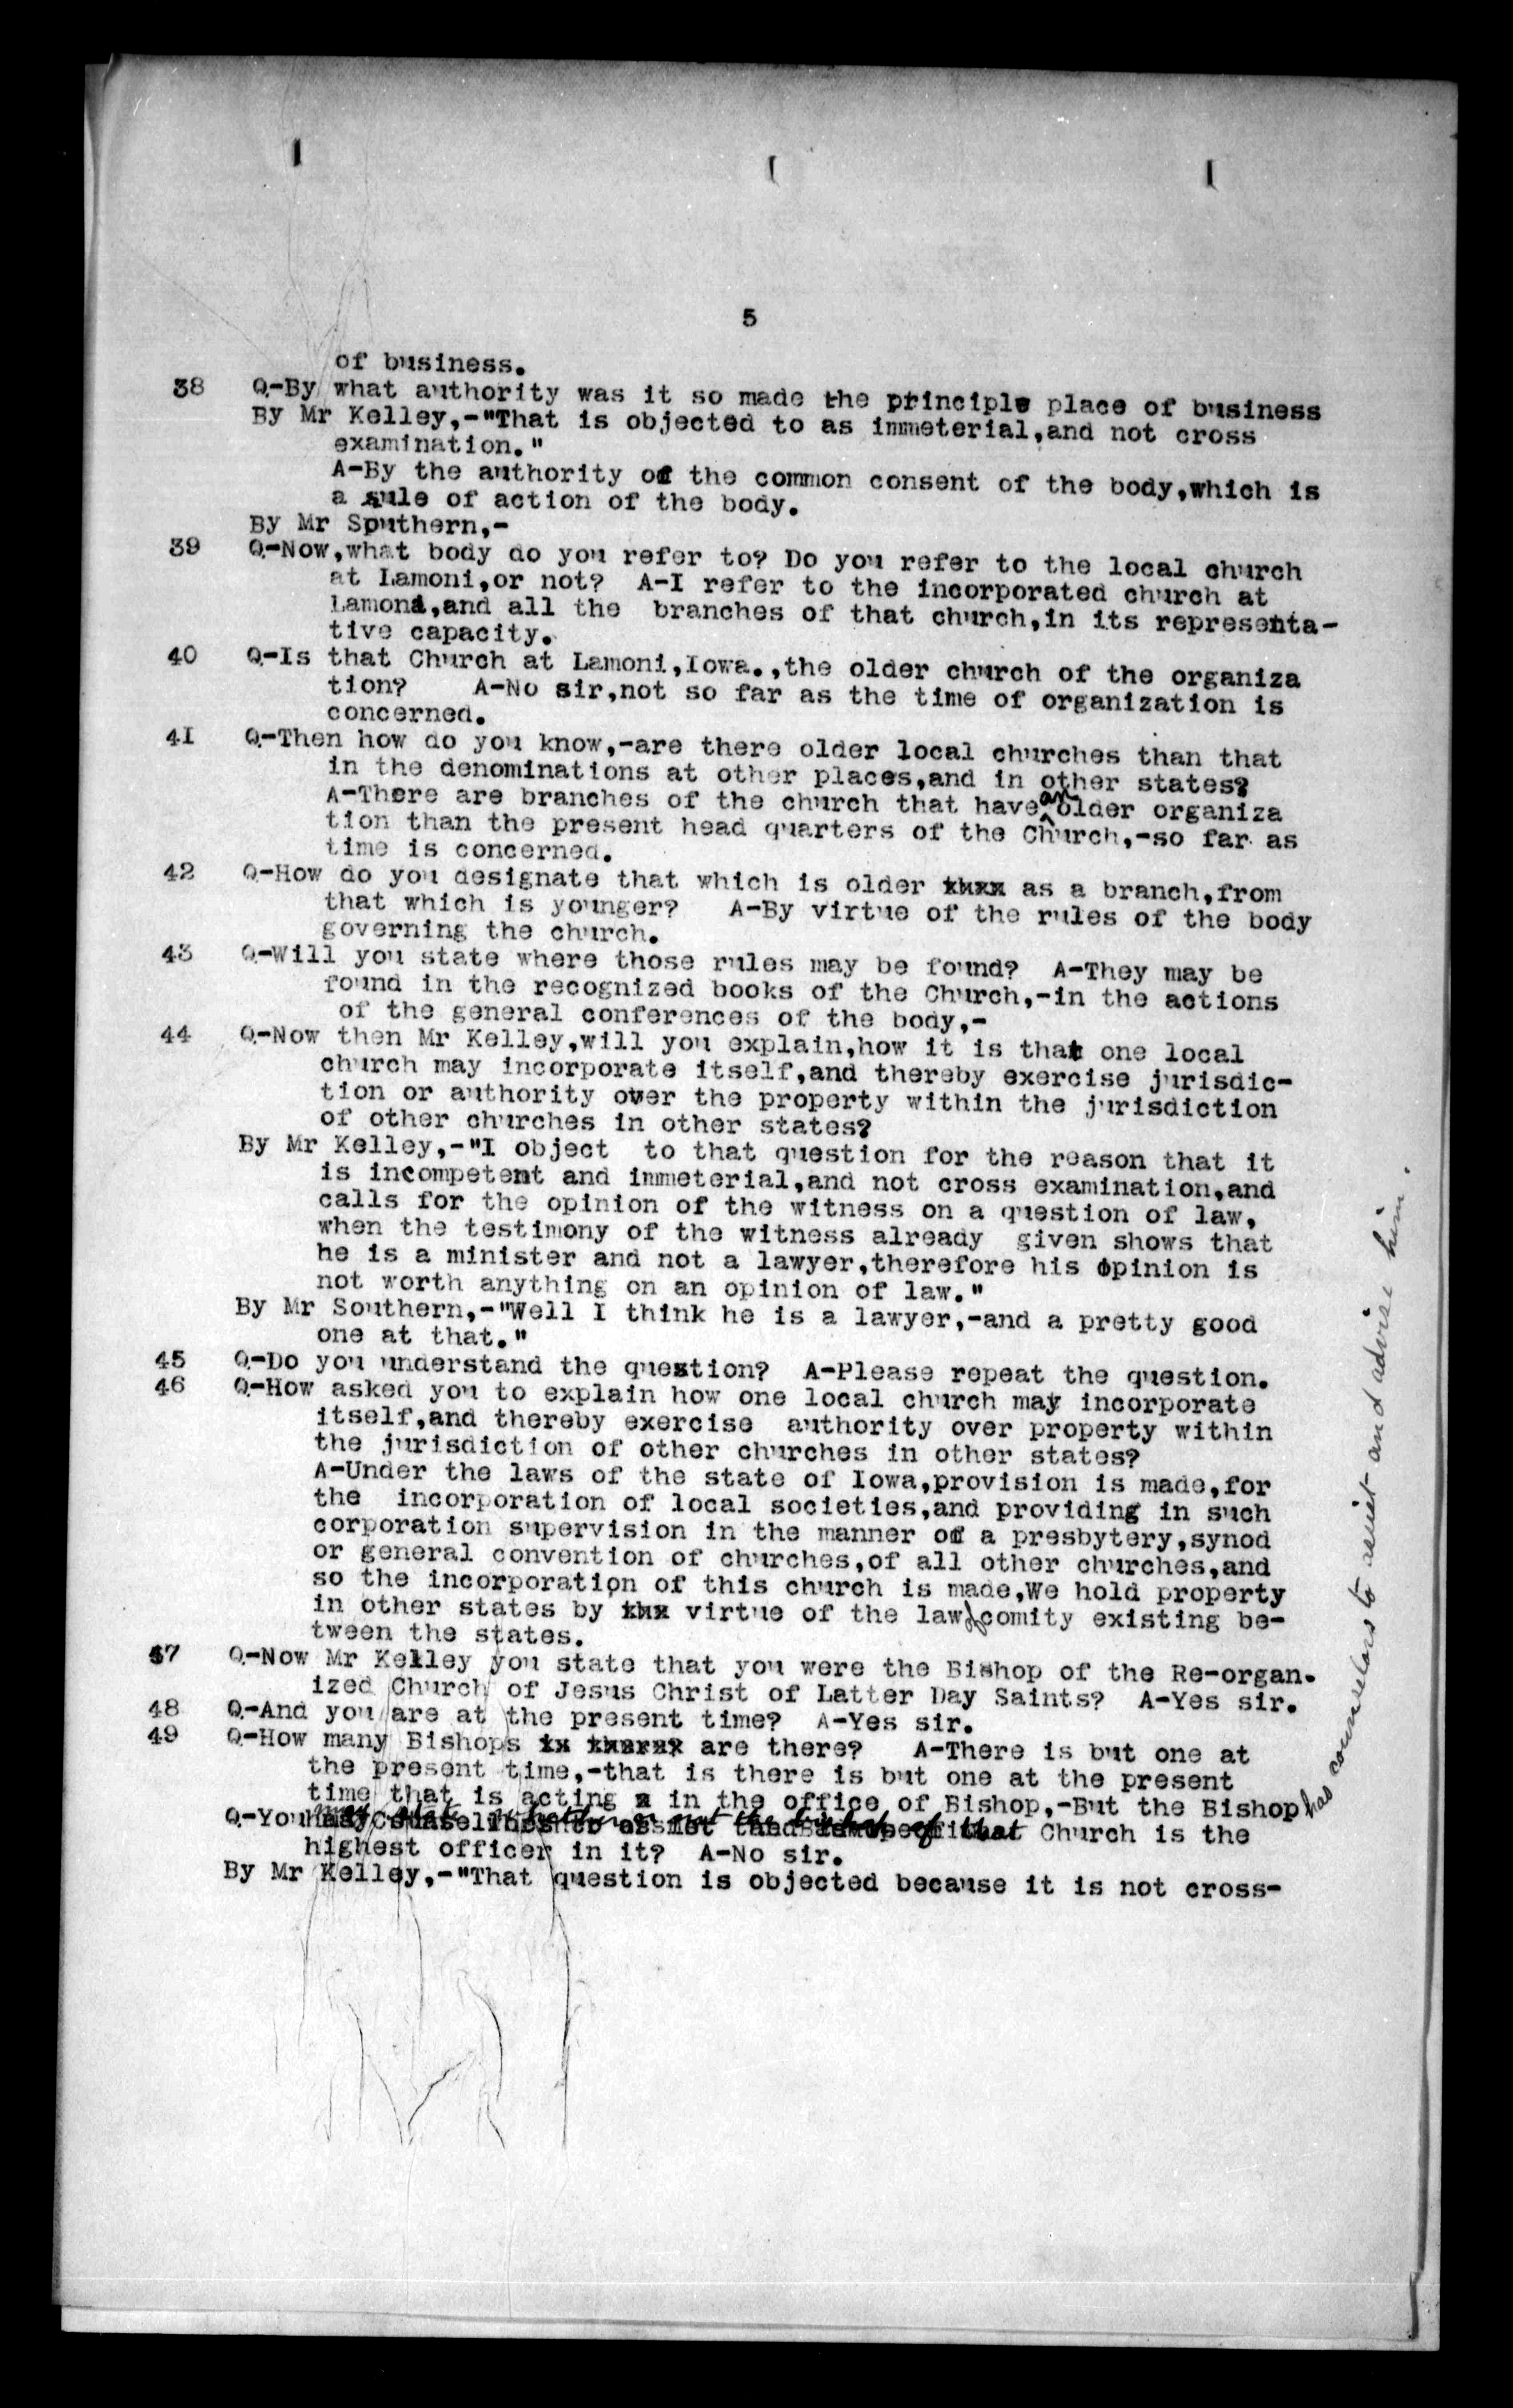 5
of business.
38 Q-By what authority was it so made the principle place of business
By Mr Kelley,-"That is objected to as immeterial,and not cross
examination."
A-By the authority of the common consent of the body,which is
a rule of action of the body.
By Mr Southern,-
39 Q-Now,what body do you refer to? Do you refer to the local church
at Lamoni,or not? A-I refer to the incorporated church at
Lamoni,and all the branches of that church,in its representa-
tive capacity.
40 Q-Is that Church at Lamoni,Iowa.,the older church of the organiza
tion? A-No sir,not so far as the time of organization is
concerned.
41 Q-Then how do you know,-are there older local churches than that
in the denominations at other places,and in other states?
A-There are branches of the church that have an older organiza
tion than the present head quarters of the Church,-so far as
time is concerned.
42 Q-How do you designate that which is older xxxx as a branch,from
that which is younger? A-By virtue of the rules of the body
governing the church.
43 Q-Will you state where those rules may be found? A-They may be
found in the recognized books of the Church,-in the actions
of the general conferences of the body,-
44 Q-Now then Mr Kelley,will you explain,how it is that one local
church may incorporate itself,and thereby exercise jurisdic-
tion or authority over the property within the jurisdiction
of other churches in other states?
By Mr Kelley,-"I object to that question for the reason that it
is incompetent and immeterial,and not cross examination,and
calls for the opinion of the witness on a question of law,
when the testimony of the witness already given shows that
he is a minister and not a lawyer,therefore his opinion is
not worth anything on an opinion of law."
By Mr Southern,-"Well I think he is a lawyer,-and a pretty good
one at that."
45 Q-Do you understand the question? A-Please repeat the question.
46 Q-How asked you to explain how one local church may incorporate
itself,and thereby exercise authority over property within
the jurisdiction of other churches in other states?
A-Under the laws of the state of Iowa,provision is made,for
the incorporation of local societies,and providing in such
corporation supervision in the manner of a presbytery,synod
or general convention of churches,of all other churches,and
so the incorporation of this church is made,We hold property
in other states by xxx virtue of the law of comity existing be-
tween the states.
47 Q-Now Mr Kelley you state that you were the Bishop of the Re-organ-
ized Church of Jesus Christ of Latter Day Saints? A-Yes sir.
48 Q-And you are at the present time? A-Yes sir.
49 Q-How many Bishops xx xxxxxx are there? A-There is but one at
the present time,-that is there is but one at the present
time that is acting x in the office of Bishop,-But the Bishop has counselors to assist and advise him.
Q-You may state whether or not the bishop of that Church is the
highest officer in it? A-No sir.
By Mr Kelley,-"That question is objected because it is not cross-